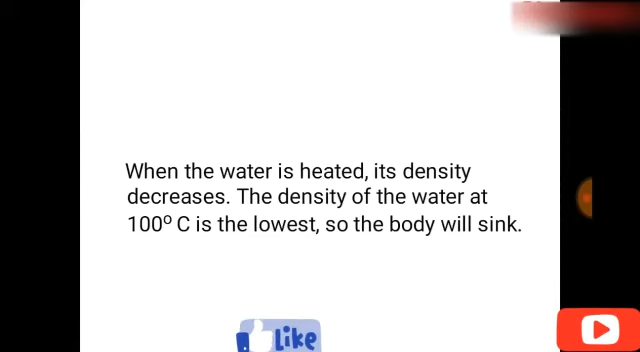 When the water is heated, its density
decreases. The density of the water at
100º C is the lowest, so the body will sink.
Like